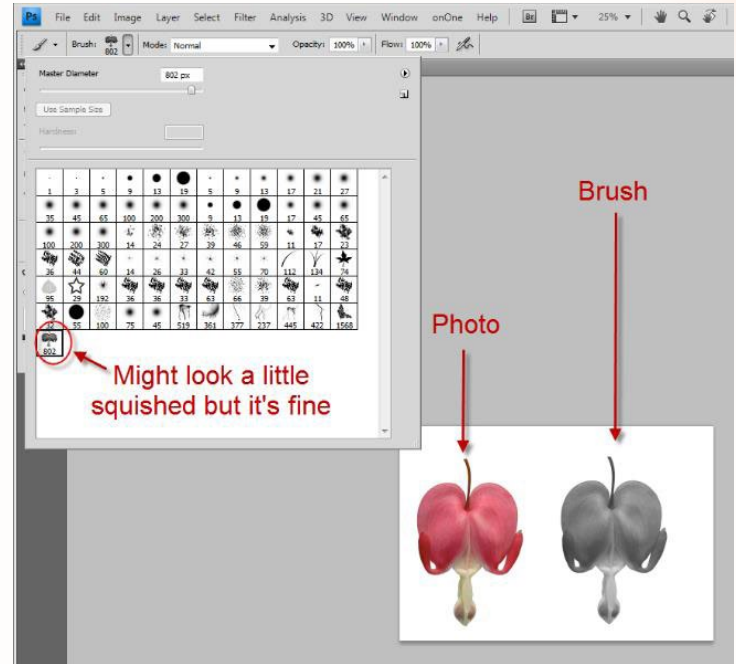 Ps File Edit Image Layer Select Filter Analysis 3D View Window onOne Help Br 25%
Brush: 802 Mode: Normal Opacity: 100% Flow: 100%
Master Diameter 802 px
Use Sample Size
Hardness:
1 3 5 9 13 19 5 9 13 17 21 27
35 45 65 100 200 300 9 13 19 17 45 65
100 200 300 14 24 27 39 46 59 11 17 23
36 44 60 14 26 33 42 55 70 112 134 74
95 29 192 36 36 33 63 66 39 63 11 48
32 55 100 75 45 519 361 377 237 445 422 1568
802
Might look a little
squished but it's fine
Brush
Photo